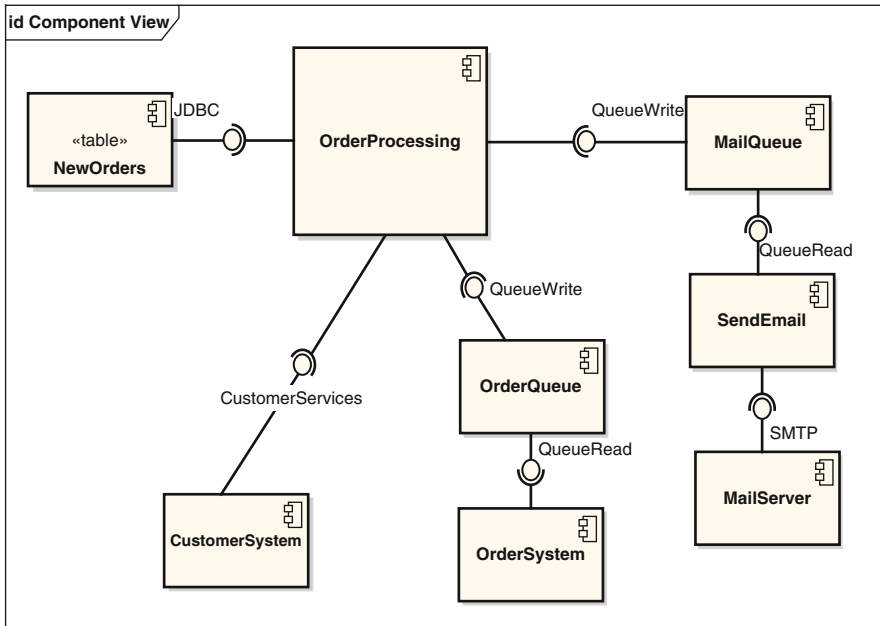 id Component View
JDBC
«table»
NewOrders
OrderProcessing
QueueWrite
MailQueue
QueueRead
QueueWrite
SendEmail
CustomerServices
OrderQueue
SMTP
QueueRead
MailServer
CustomerSystem
OrderSystem